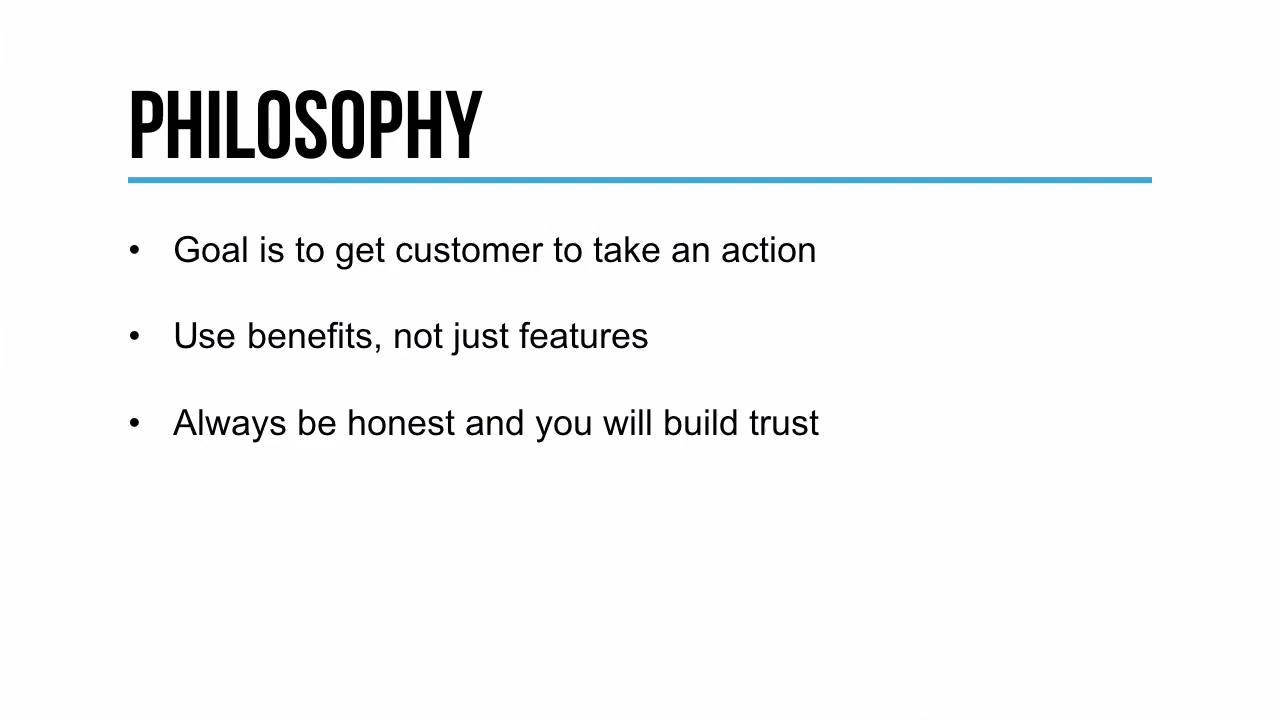 PHILOSOPHY
• Goal is to get customer to take an action
• Use benefits, not just features
• Always be honest and you will build trust